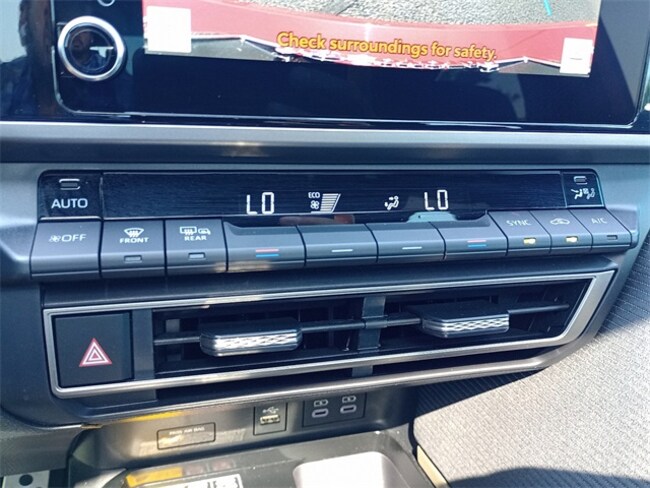 Check surroundings for safety.
AUTO
LO
ECO
LO
OFF
FRONT
REAR
SYNC
A/C